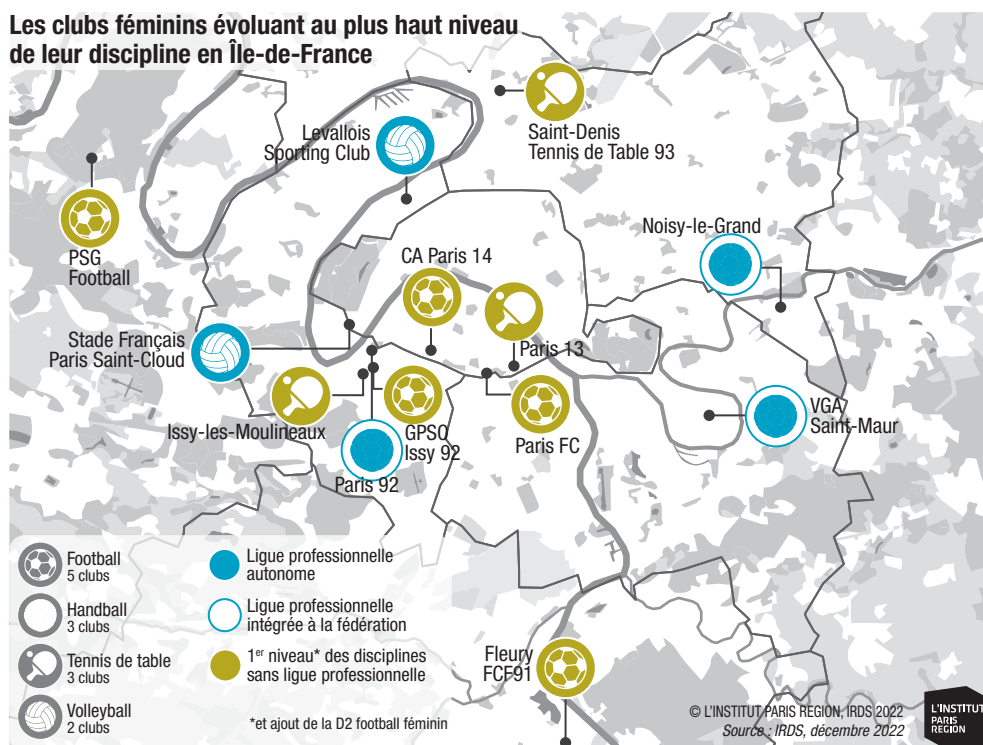 Les clubs féminins évoluant au plus haut niveau
de leur discipline en Île-de-France
Levallois
Sporting Club
Saint-Denis
Tennis de Table 93
PSG
Football
Noisy-le-Grand
CA Paris 14
Stade Français
Paris Saint-Cloud
Paris 13
Issy-les-Moulineaux
GPSO
Issy 92
Paris FC
VGA
Saint-Maur
Paris 92
Football
5 clubs
Handball
3 clubs
Tennis de table
3 clubs
Volleyball
2 clubs
Ligue professionnelle
autonome
Ligue professionnelle
intégrée à la fédération
1er niveau* des disciplines
sans ligue professionnelle
*et ajout de la D2 football féminin
Fleury
FCF91
© L'INSTITUT PARIS REGION, IRDS 2022
Source : IRDS, décembre 2022
L'INSTITUT
PARIS
REGION